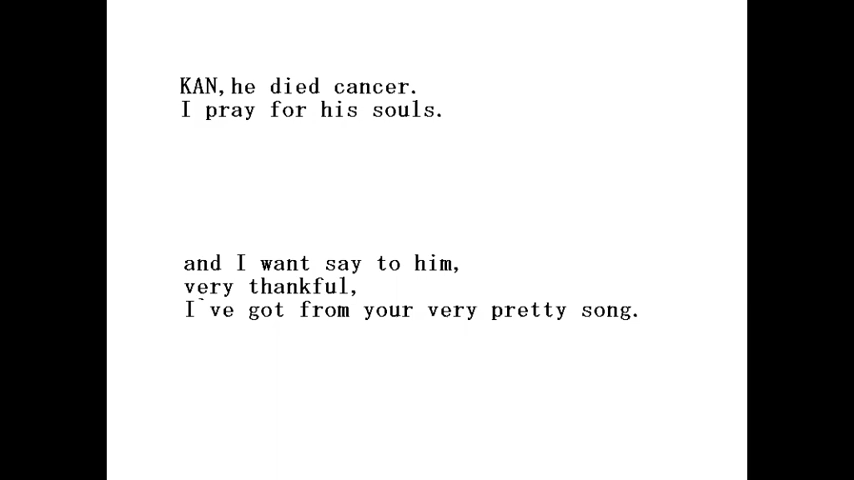 KAN,he died cancer.
I pray for his souls.
and I want say to him,
very thankful,
I`ve got from your very pretty song.